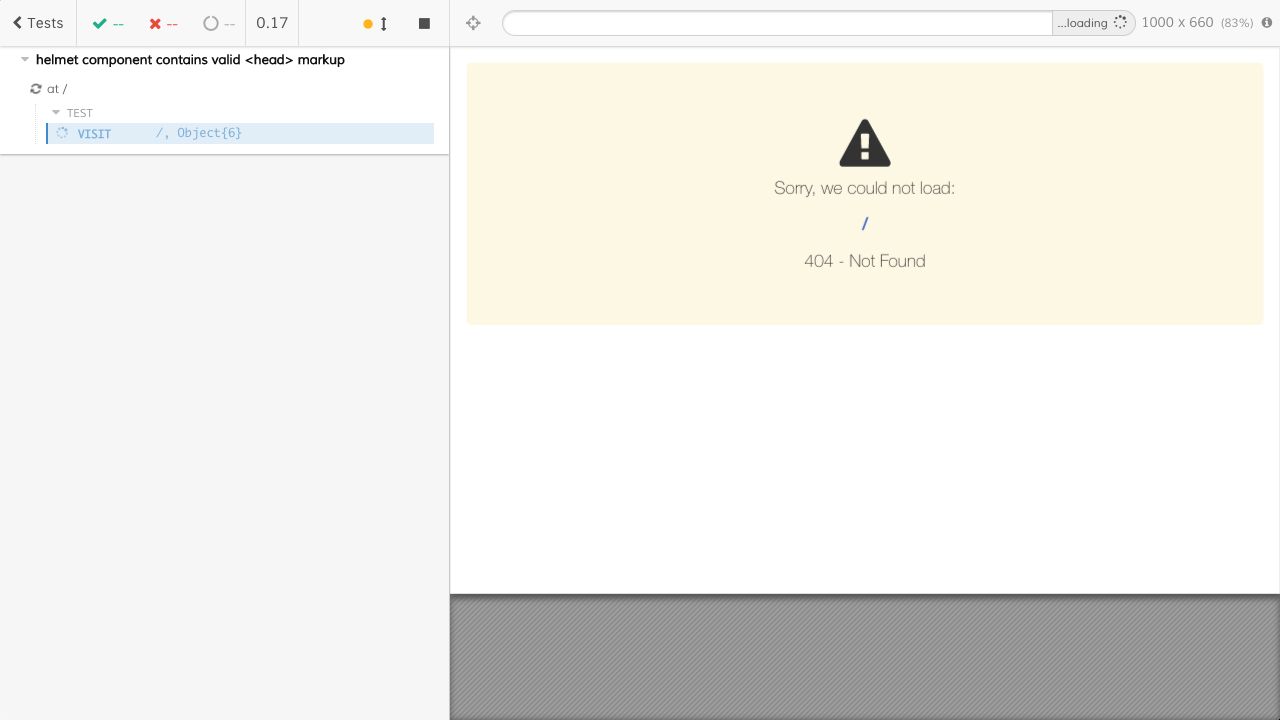 Tests -- -- -- 0.17
...loading 1000 x 660 (83%)
helmet component contains valid <head> markup
at /
TEST
VISIT /, Object{6}
Sorry, we could not load:
/
404 - Not Found